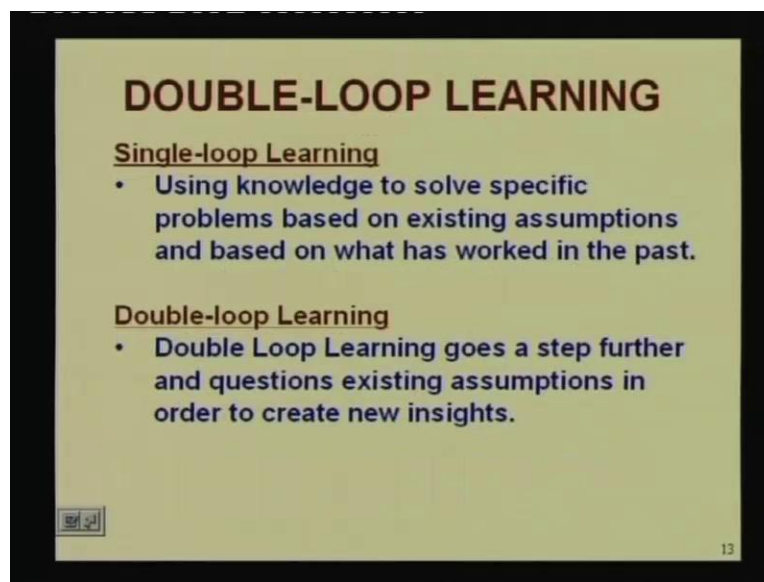 DOUBLE-LOOP LEARNING
Single-loop Learning
• Using knowledge to solve specific
problems based on existing assumptions
and based on what has worked in the past.
Double-loop Learning
• Double Loop Learning goes a step further
and questions existing assumptions in
order to create new insights.
13